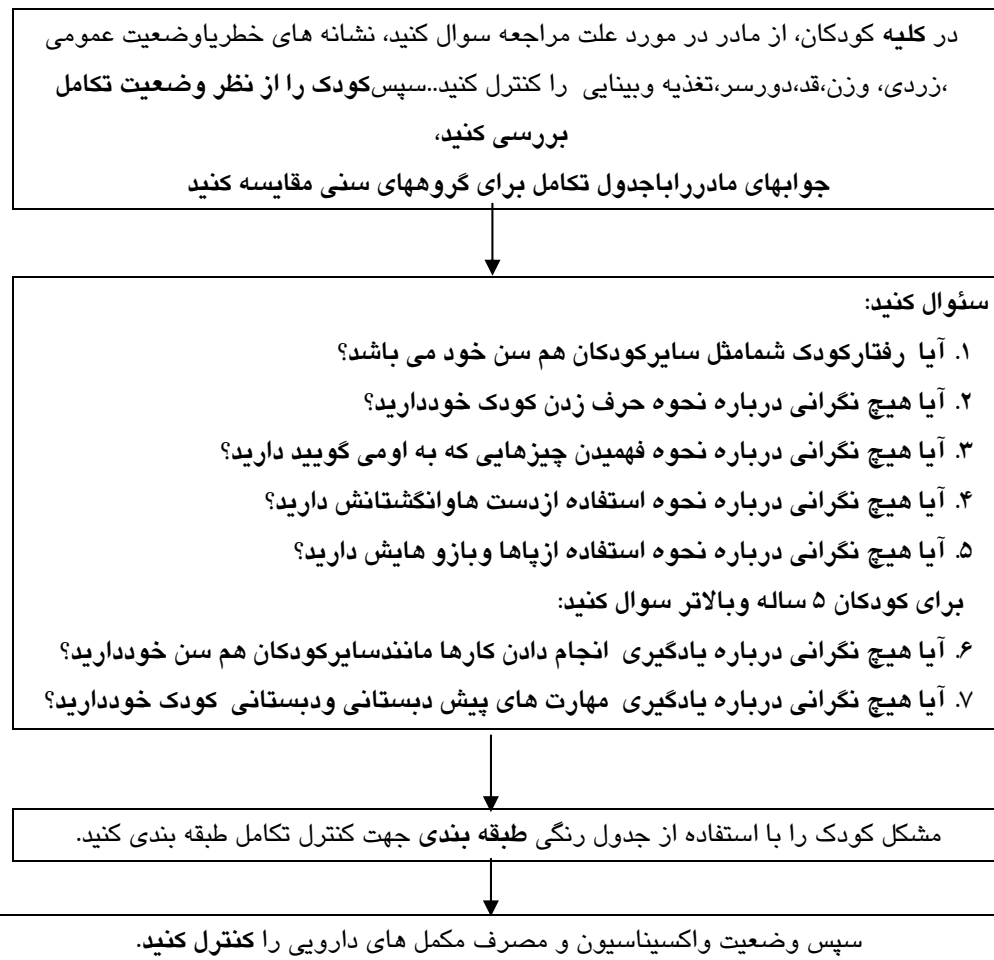 در کلیه کودکان، از مادر در مورد علت مراجعه سوال کنید، نشانه های خطریاوضعیت عمومی
،زردی، وزن،قد،دورسر،تغذیه وبینایی را کنترل کنید..سپس‌کودک را از نظر وضعیت تکامل
بررسی کنید،
جوابهای مادرراباجدول تکامل برای گروههای سنی مقایسه کنید
سئوال کنید:
۱. آیا رفتارکودک شمامثل سایرکودکان هم سن خود می باشد؟
۲. آیا هیچ نگرانی درباره نحوه حرف زدن کودک خوددارید؟
۳. آیا هیچ نگرانی درباره نحوه فهمیدن چیزهایی که به اومی گویید دارید؟
۴. آیا هیچ نگرانی درباره نحوه استفاده ازدست هاوانگشتانش دارید؟
۵. آیا هیچ نگرانی درباره نحوه استفاده ازپاها وبازو هایش دارید؟
برای کودکان ۵ ساله وبالاتر سوال کنید:
۶. آیا هیچ نگرانی درباره یادگیری انجام دادن کارها مانندسایرکودکان هم سن خوددارید؟
۷. آیا هیچ نگرانی درباره یادگیری مهارت های پیش دبستانی ودبستانی کودک خوددارید؟
مشکل کودک را با استفاده از جدول رنگی طبقه بندی جهت کنترل تکامل طبقه بندی کنید.
سپس وضعیت واکسیناسیون و مصرف مکمل های دارویی را کنترل کنید.